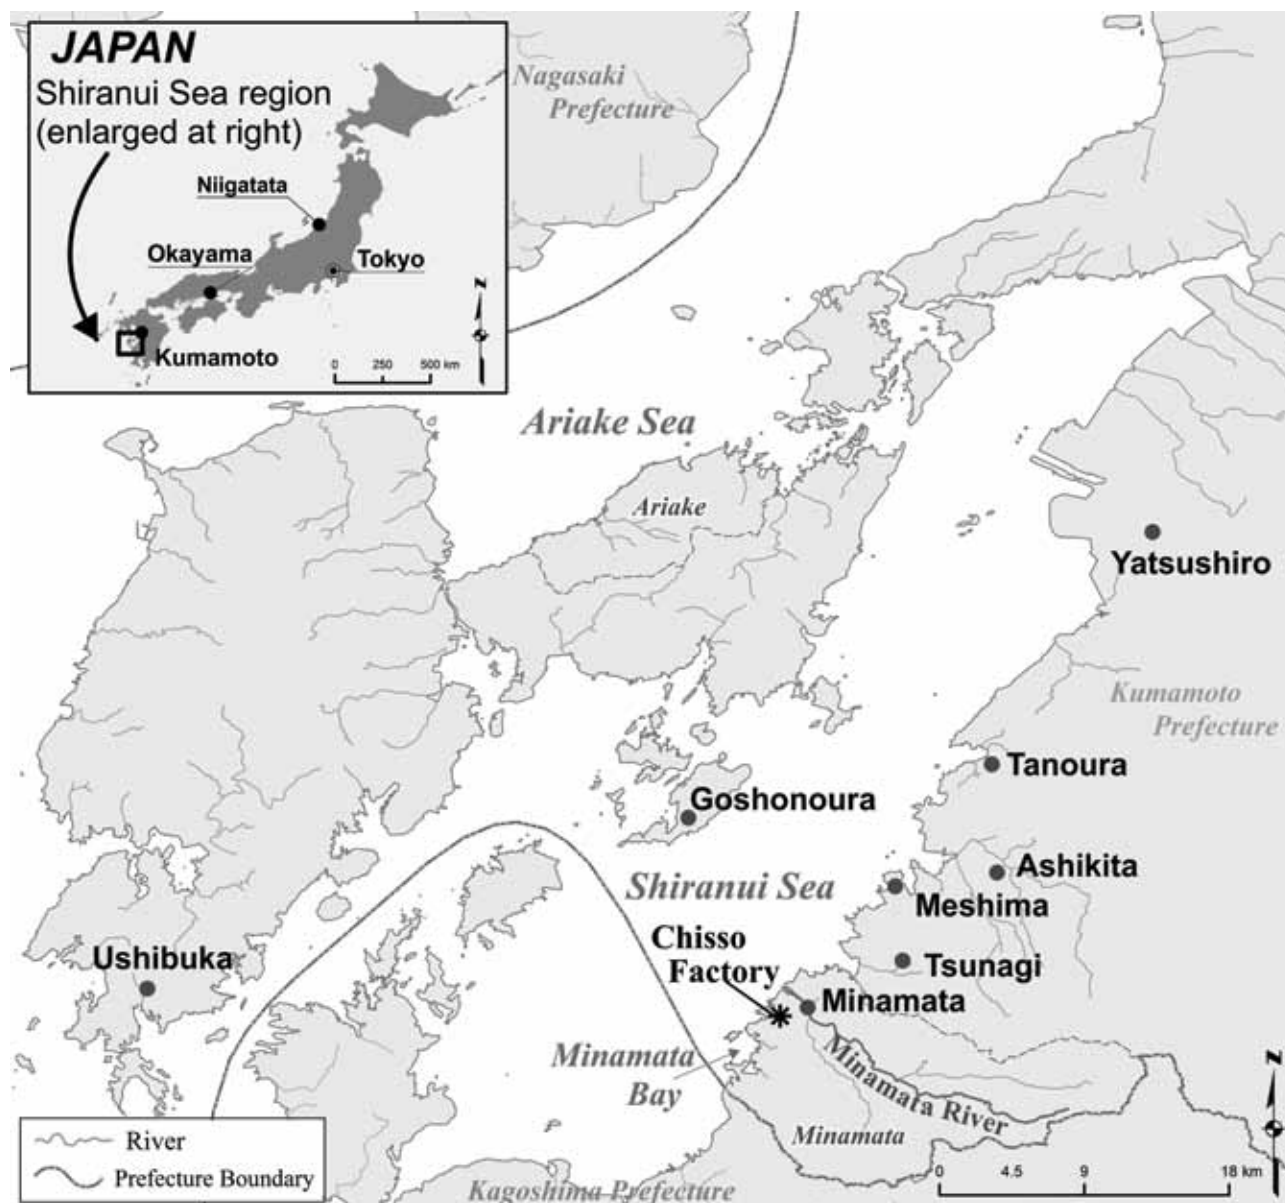 JAPAN
Shiranui Sea region
(enlarged at right)
Niigatata
Okayama
Tokyo
Kumamoto
N
0 250 500 km
Nagasaki
Prefecture
Ariake Sea
Ariake
Yatsushiro
Kumamoto
Prefecture
Tanoura
Goshonoura
Ashikita
Shiranui Sea
Meshima
Chisso
Factory
Tsunagi
Ushibuka
Minamata
Minamata
Bay
Minamata River
Minamata
N
River
Prefecture Boundary
Kagoshima Prefecture
0 4.5 9 18 km